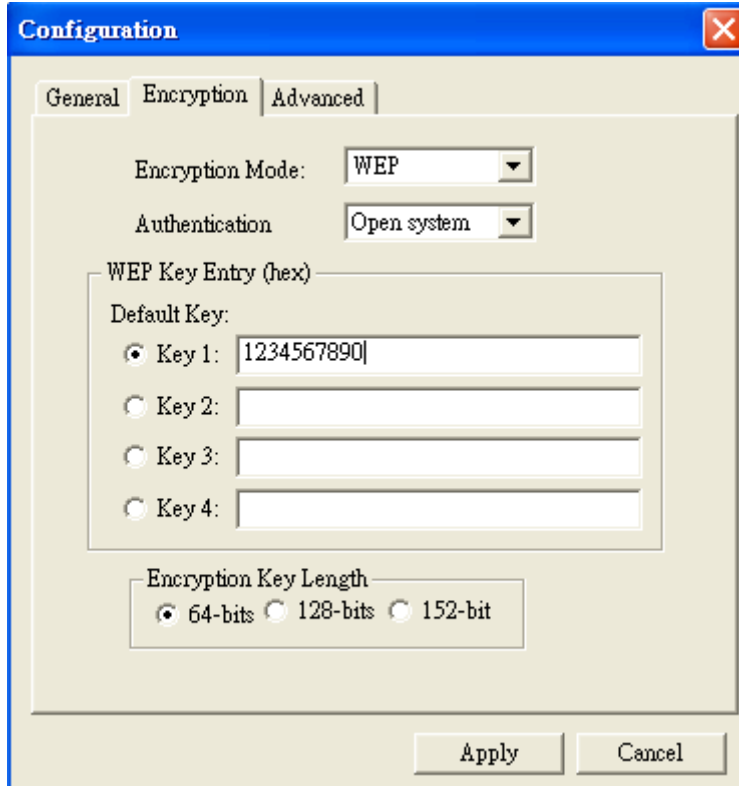 Configuration
General Encryption Advanced
Encryption Mode: WEP
Authentication Open system
WEP Key Entry (hex)
Default Key:
Key 1: 1234567890
Key 2:
Key 3:
Key 4:
Encryption Key Length
64-bits 128-bits 152-bit
Apply Cancel